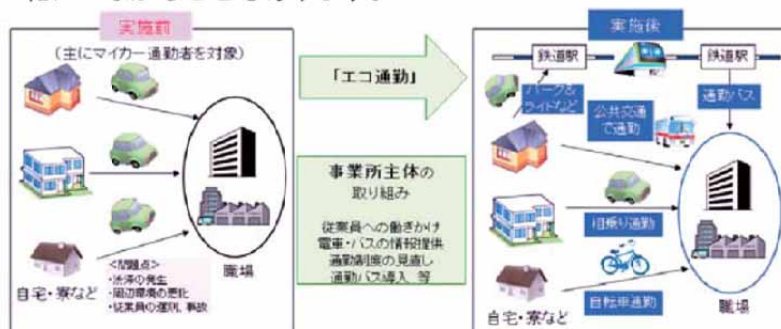 実施前
(主にマイカー通勤者を対象)
職場
自宅・寮など
<問題点>
・渋滞の発生
・周辺環境の悪化
・従業員の遅刻、事故
「エコ通勤」
事業所主体の
取り組み
従業員への働きかけ
電車・バスの情報提供
通勤制度の見直し
通勤バス導入 等
実施後
鉄道駅
鉄道駅
パーク&
ライドなど
公共交通
で通勤
通勤バス
相乗り通勤
自転車通勤
自宅・寮など
職場